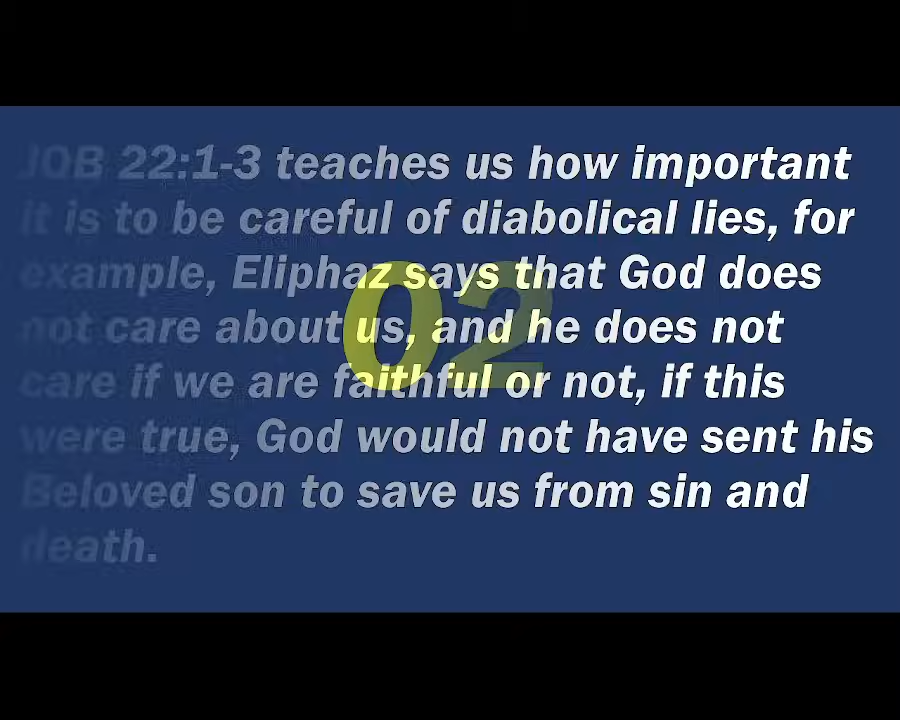 JOB 22:1-3 teaches us how important
it is to be careful of diabolical lies, for
example, Eliphaz says that God does
not care about us, and he does not
care if we are faithful or not, if this
were true, God would not have sent his
Beloved son to save us from sin and
death.
02